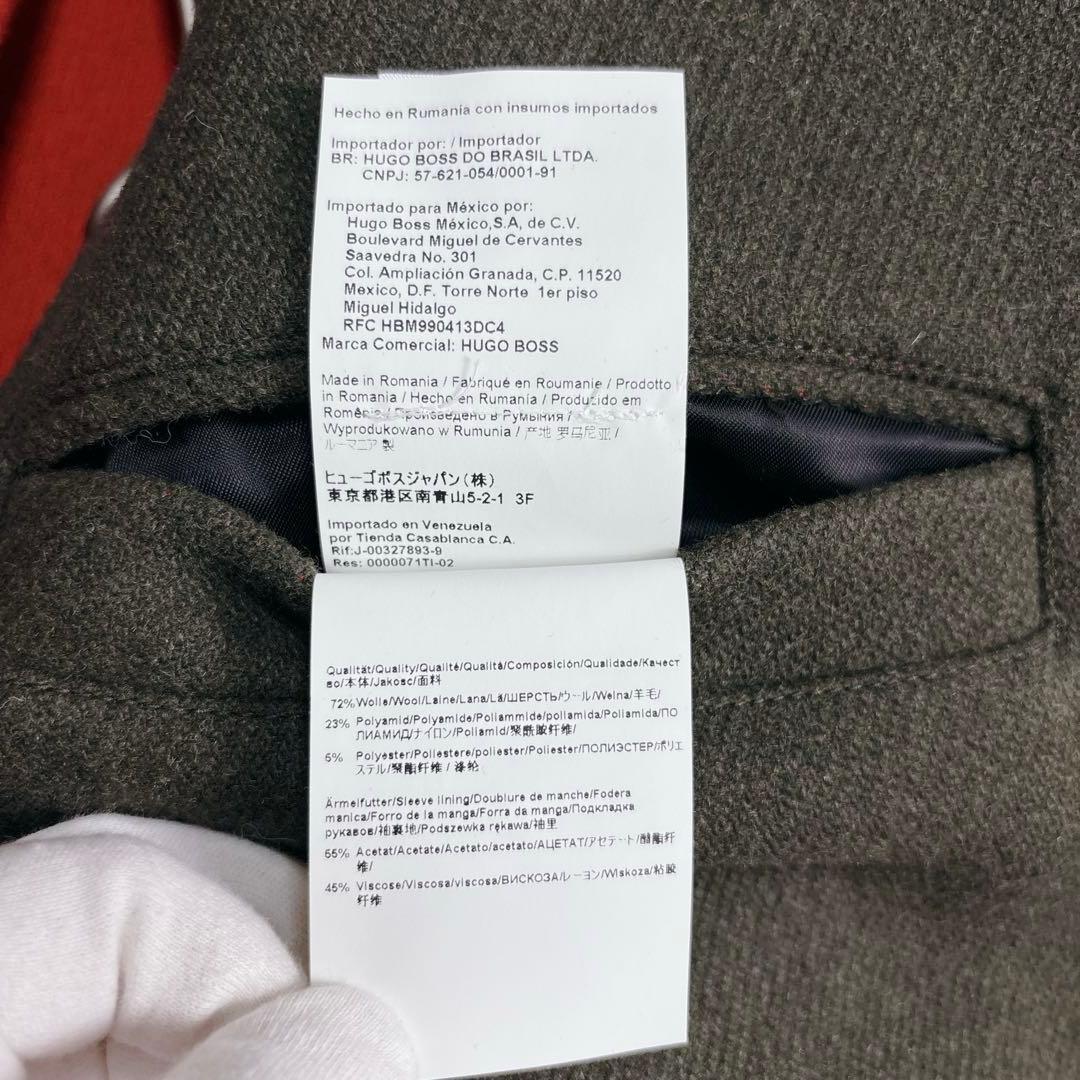 Hecho en Rumanía con insumos importados
Importador por: / Importador
BR: HUGO BOSS DO BRASIL LTDA.
CNPJ: 57-621-054/0001-91
Importado para México por:
Hugo Boss México,S.A, de C.V.
Boulevard Miguel de Cervantes
Saavedra No. 301
Col. Ampliación Granada, C.P. 11520
Mexico, D.F. Torre Norte 1er piso
Miguel Hidalgo
RFC HBM990413DC4
Marca Comercial: HUGO BOSS
Made in Romania / Fabriqué en Roumanie / Prodotto
in Romania / Hecho en Rumanía / Produzido em
Romênia / Произведено в Румынии /
Wyprodukowano w Rumunia / 产地 罗马尼亚 /
ルーマニア 製
ヒューゴボスジャパン(株)
東京都港区南青山5-2-1 3F
Importado en Venezuela
por Tienda Casablanca C.A.
Rif:J-00327893-9
Res: 0000071TI-02
Qualität/Quality/Qualité/Qualità/Composición/Qualidade/Качест
во/本体/Jakosc/面料
72% Wolle/Wool/Laine/Lana/Lã/ШЕРСТЬ/ウール/Welna/羊毛/
23% Polyamid/Polyamide/Poliammide/poliamida/Poliamida/ПО
ЛИАМИД/ナイロン/Poliamid/聚酰胺纤维/
5% Polyester/Poliestere/poliester/Poliester/ПОЛИЭСТЕР/ポリエ
ステル/聚酯纤维 / 涤纶
Ärmelfutter/Sleeve lining/Doublure de manche/Fodera
manica/Forro de la manga/Forra da manga/Подкладка
рукавов/袖裏地/Podszewka rękawa/袖里
55% Acetat/Acetate/Acetato/acetato/АЦЕТАТ/アセテート/醋酯纤
维/
45% Viscose/Viscosa/viscosa/ВИСКОЗА/レーヨン/Wiskoza/粘胶
纤维